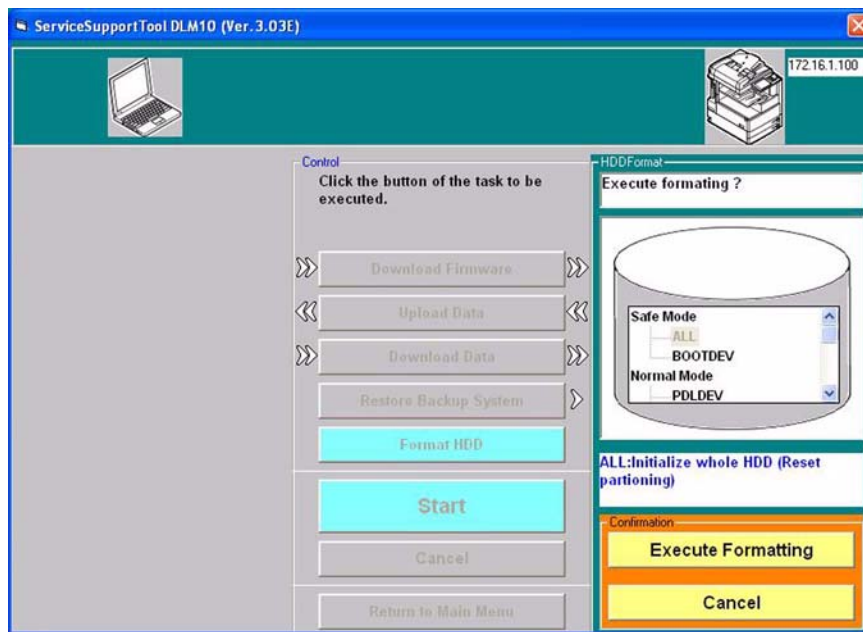 ServiceSupportTool DLM10 (Ver.3.03E)
172.16.1.100
Control
Click the button of the task to be
executed.
Download Firmware
Upload Data
Download Data
Restore Backup System
Format HDD
Start
Cancel
Return to Main Menu
HDDFormat
Execute formating ?
Safe Mode
ALL
BOOTDEV
Normal Mode
PDLDEV
ALL:Initialize whole HDD (Reset
partioning)
Confirmation
Execute Formatting
Cancel